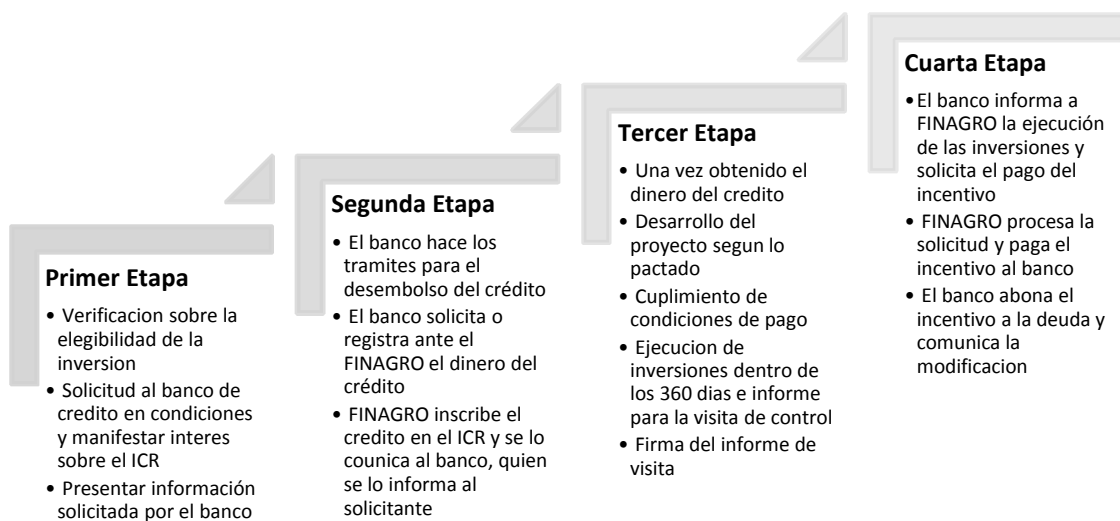 Primer Etapa
• Verificacion sobre la
elegibilidad de la
inversion
• Solicitud al banco de
credito en condiciones
y manifestar interes
sobre el ICR
• Presentar información
solicitada por el banco
Segunda Etapa
• El banco hace los
tramites para el
desembolso del crédito
• El banco solicita o
registra ante el
FINAGRO el dinero del
crédito
• FINAGRO inscribe el
credito en el ICR y se lo
counica al banco, quien
se lo informa al
solicitante
Tercer Etapa
• Una vez obtenido el
dinero del credito
• Desarrollo del
proyecto segun lo
pactado
• Cuplimiento de
condiciones de pago
• Ejecucion de
inversiones dentro de
los 360 dias e informe
para la visita de control
• Firma del informe de
visita
Cuarta Etapa
• El banco informa a
FINAGRO la ejecución
de las inversiones y
solicita el pago del
incentivo
• FINAGRO procesa la
solicitud y paga el
incentivo al banco
• El banco abona el
incentivo a la deuda y
comunica la
modificacion